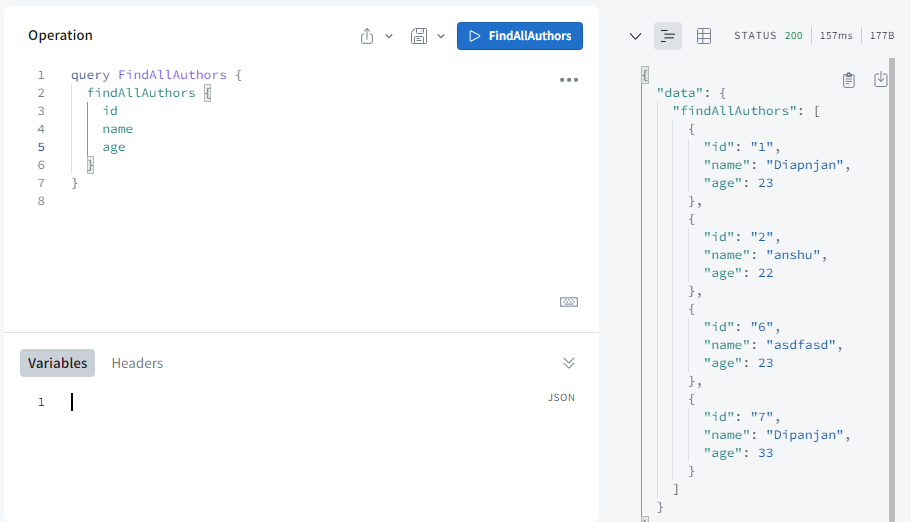 Operation
FindAllAuthors
1 query FindAllAuthors {
2 findAllAuthors {
3 id
4 name
5 age
6 }
7 }
8
Variables Headers
1
JSON
STATUS 200 157ms 177B
{
"data": {
"findAllAuthors": [
{
"id": "1",
"name": "Diapnjan",
"age": 23
},
{
"id": "2",
"name": "anshu",
"age": 22
},
{
"id": "6",
"name": "asdfasd",
"age": 23
},
{
"id": "7",
"name": "Dipanjan",
"age": 33
}
]
}
}